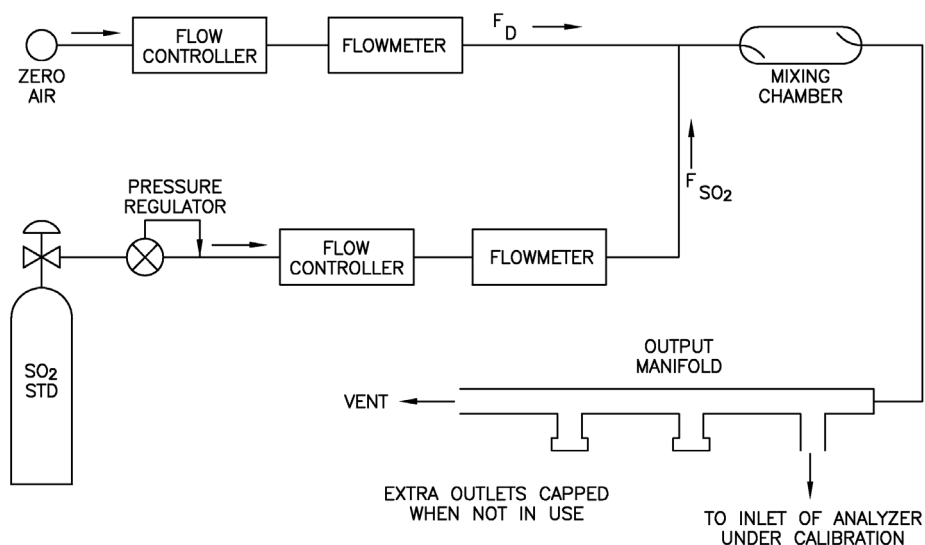 ZERO
AIR
FLOW
CONTROLLER
FLOWMETER
F D
MIXING
CHAMBER
PRESSURE
REGULATOR
FLOW
CONTROLLER
FLOWMETER
F SO2
SO2
STD
OUTPUT
MANIFOLD
VENT
EXTRA OUTLETS CAPPED
WHEN NOT IN USE
TO INLET OF ANALYZER
UNDER CALIBRATION